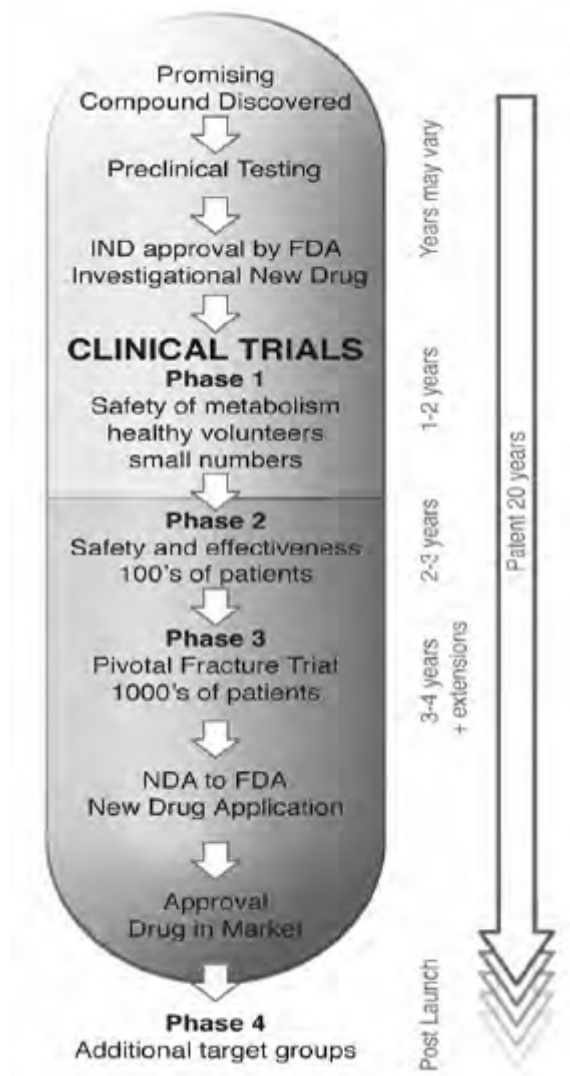 Promising
Compound Discovered
Preclinical Testing
IND approval by FDA
Investigational New Drug
CLINICAL TRIALS
Phase 1
Safety of metabolism
healthy volunteers
small numbers
Phase 2
Safety and effectiveness
100's of patients
Phase 3
Pivotal Fracture Trial
1000's of patients
NDA to FDA
New Drug Application
Approval
Drug in Market
Phase 4
Additional target groups
Years may vary
1-2 years
2-3 years
3-4 years
+ extensions
Post Launch
Patent 20 years